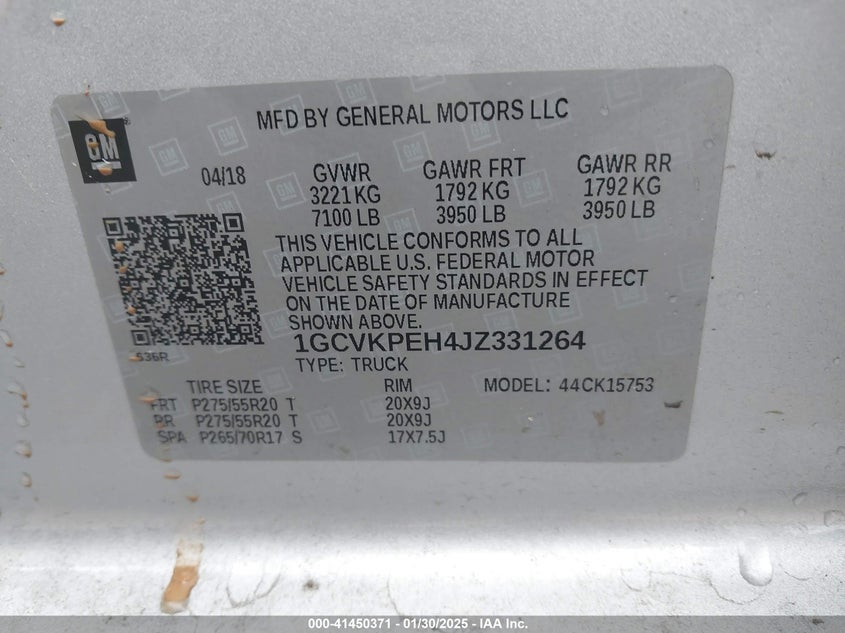 MFD BY GENERAL MOTORS LLC
GM
04/18 GVWR GAWR FRT GAWR RR
3221 KG 1792 KG 1792 KG
7100 LB 3950 LB 3950 LB
THIS VEHICLE CONFORMS TO ALL
APPLICABLE U.S. FEDERAL MOTOR
VEHICLE SAFETY STANDARDS IN EFFECT
ON THE DATE OF MANUFACTURE
SHOWN ABOVE.
1GCVKPEH4JZ331264
636R
TYPE: TRUCK
TIRE SIZE RIM MODEL: 44CK15753
FRT P275/55R20 T 20X9J
RR P275/55R20 T 20X9J
SPA P265/70R17 S 17X7.5J
000-41450371 - 01/30/2025 - IAA Inc.